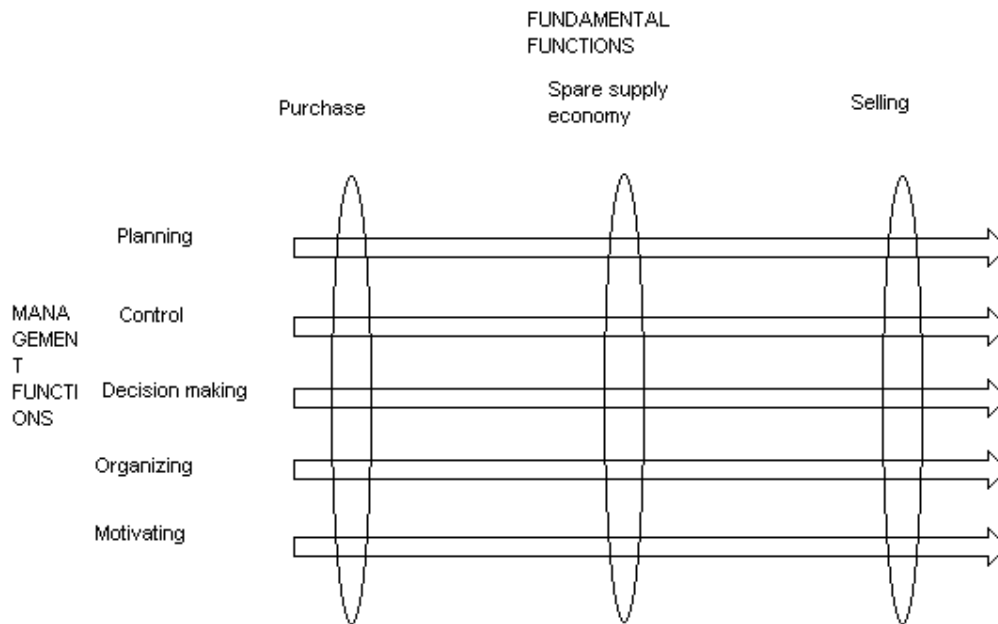 FUNDAMENTAL
FUNCTIONS
Purchase
Spare supply
economy
Selling
Planning
Control
Decision making
Organizing
Motivating
MANA
GEMEN
T
FUNCTI
ONS